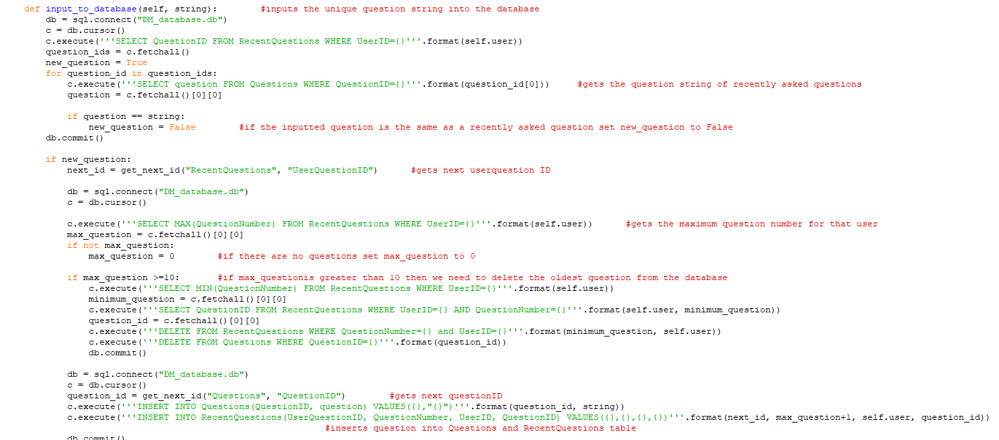 def input_to_database(self, string):        #inputs the unique question string into the database
    db = sql.connect("DM_database.db")
    c = db.cursor()
    c.execute('''SELECT QuestionID FROM RecentQuestions WHERE UserID={}'''.format(self.user))
    question_ids = c.fetchall()
    new_question = True
    for question_id in question_ids:
        c.execute('''SELECT question FROM Questions WHERE QuestionID={}'''.format(question_id[0]))     #gets the question string of recently asked questions
        question = c.fetchall()[0][0]

        if question == string:
            new_question = False        #if the inputted question is the same as a recently asked question set new_question to False
    db.commit()

    if new_question:
        next_id = get_next_id("RecentQuestions", "UserQuestionID")      #gets next userquestion ID

        db = sql.connect("DM_database.db")
        c = db.cursor()

        c.execute('''SELECT MAX(QuestionNumber) FROM RecentQuestions WHERE UserID={}'''.format(self.user))      #gets the maximum question number for that user
        max_question = c.fetchall()[0][0]
        if not max_question:
            max_question = 0        #if there are no questions set max_question to 0

        if max_question >=10:       #if max_questionis greater than 10 then we need to delete the oldest question from the database
            c.execute('''SELECT MIN(QuestionNumber) FROM RecentQuestions WHERE UserID={}'''.format(self.user))
            minimum_question = c.fetchall()[0][0]
            c.execute('''SELECT QuestionID FROM RecentQuestions WHERE UserID={} AND QuestionNumber={}'''.format(self.user, minimum_question))
            question_id = c.fetchall()[0][0]
            c.execute('''DELETE FROM RecentQuestions WHERE QuestionNumber={} and UserID={}'''.format(minimum_question, self.user))
            c.execute('''DELETE FROM Questions WHERE QuestionID={}'''.format(question_id))
            db.commit()

        db = sql.connect("DM_database.db")
        c = db.cursor()
        question_id = get_next_id("Questions", "QuestionID")        #gets next questionID
        c.execute('''INSERT INTO Questions(QuestionID, question) VALUES({},"{}")'''.format(question_id, string))
        c.execute('''INSERT INTO RecentQuestions(UserQuestionID, QuestionNumber, UserID, QuestionID) VALUES({},{},{},{})'''.format(next_id, max_question+1, self.user, question_id))
                                                        #inserts question into Questions and RecentQuestions table
        db.commit()